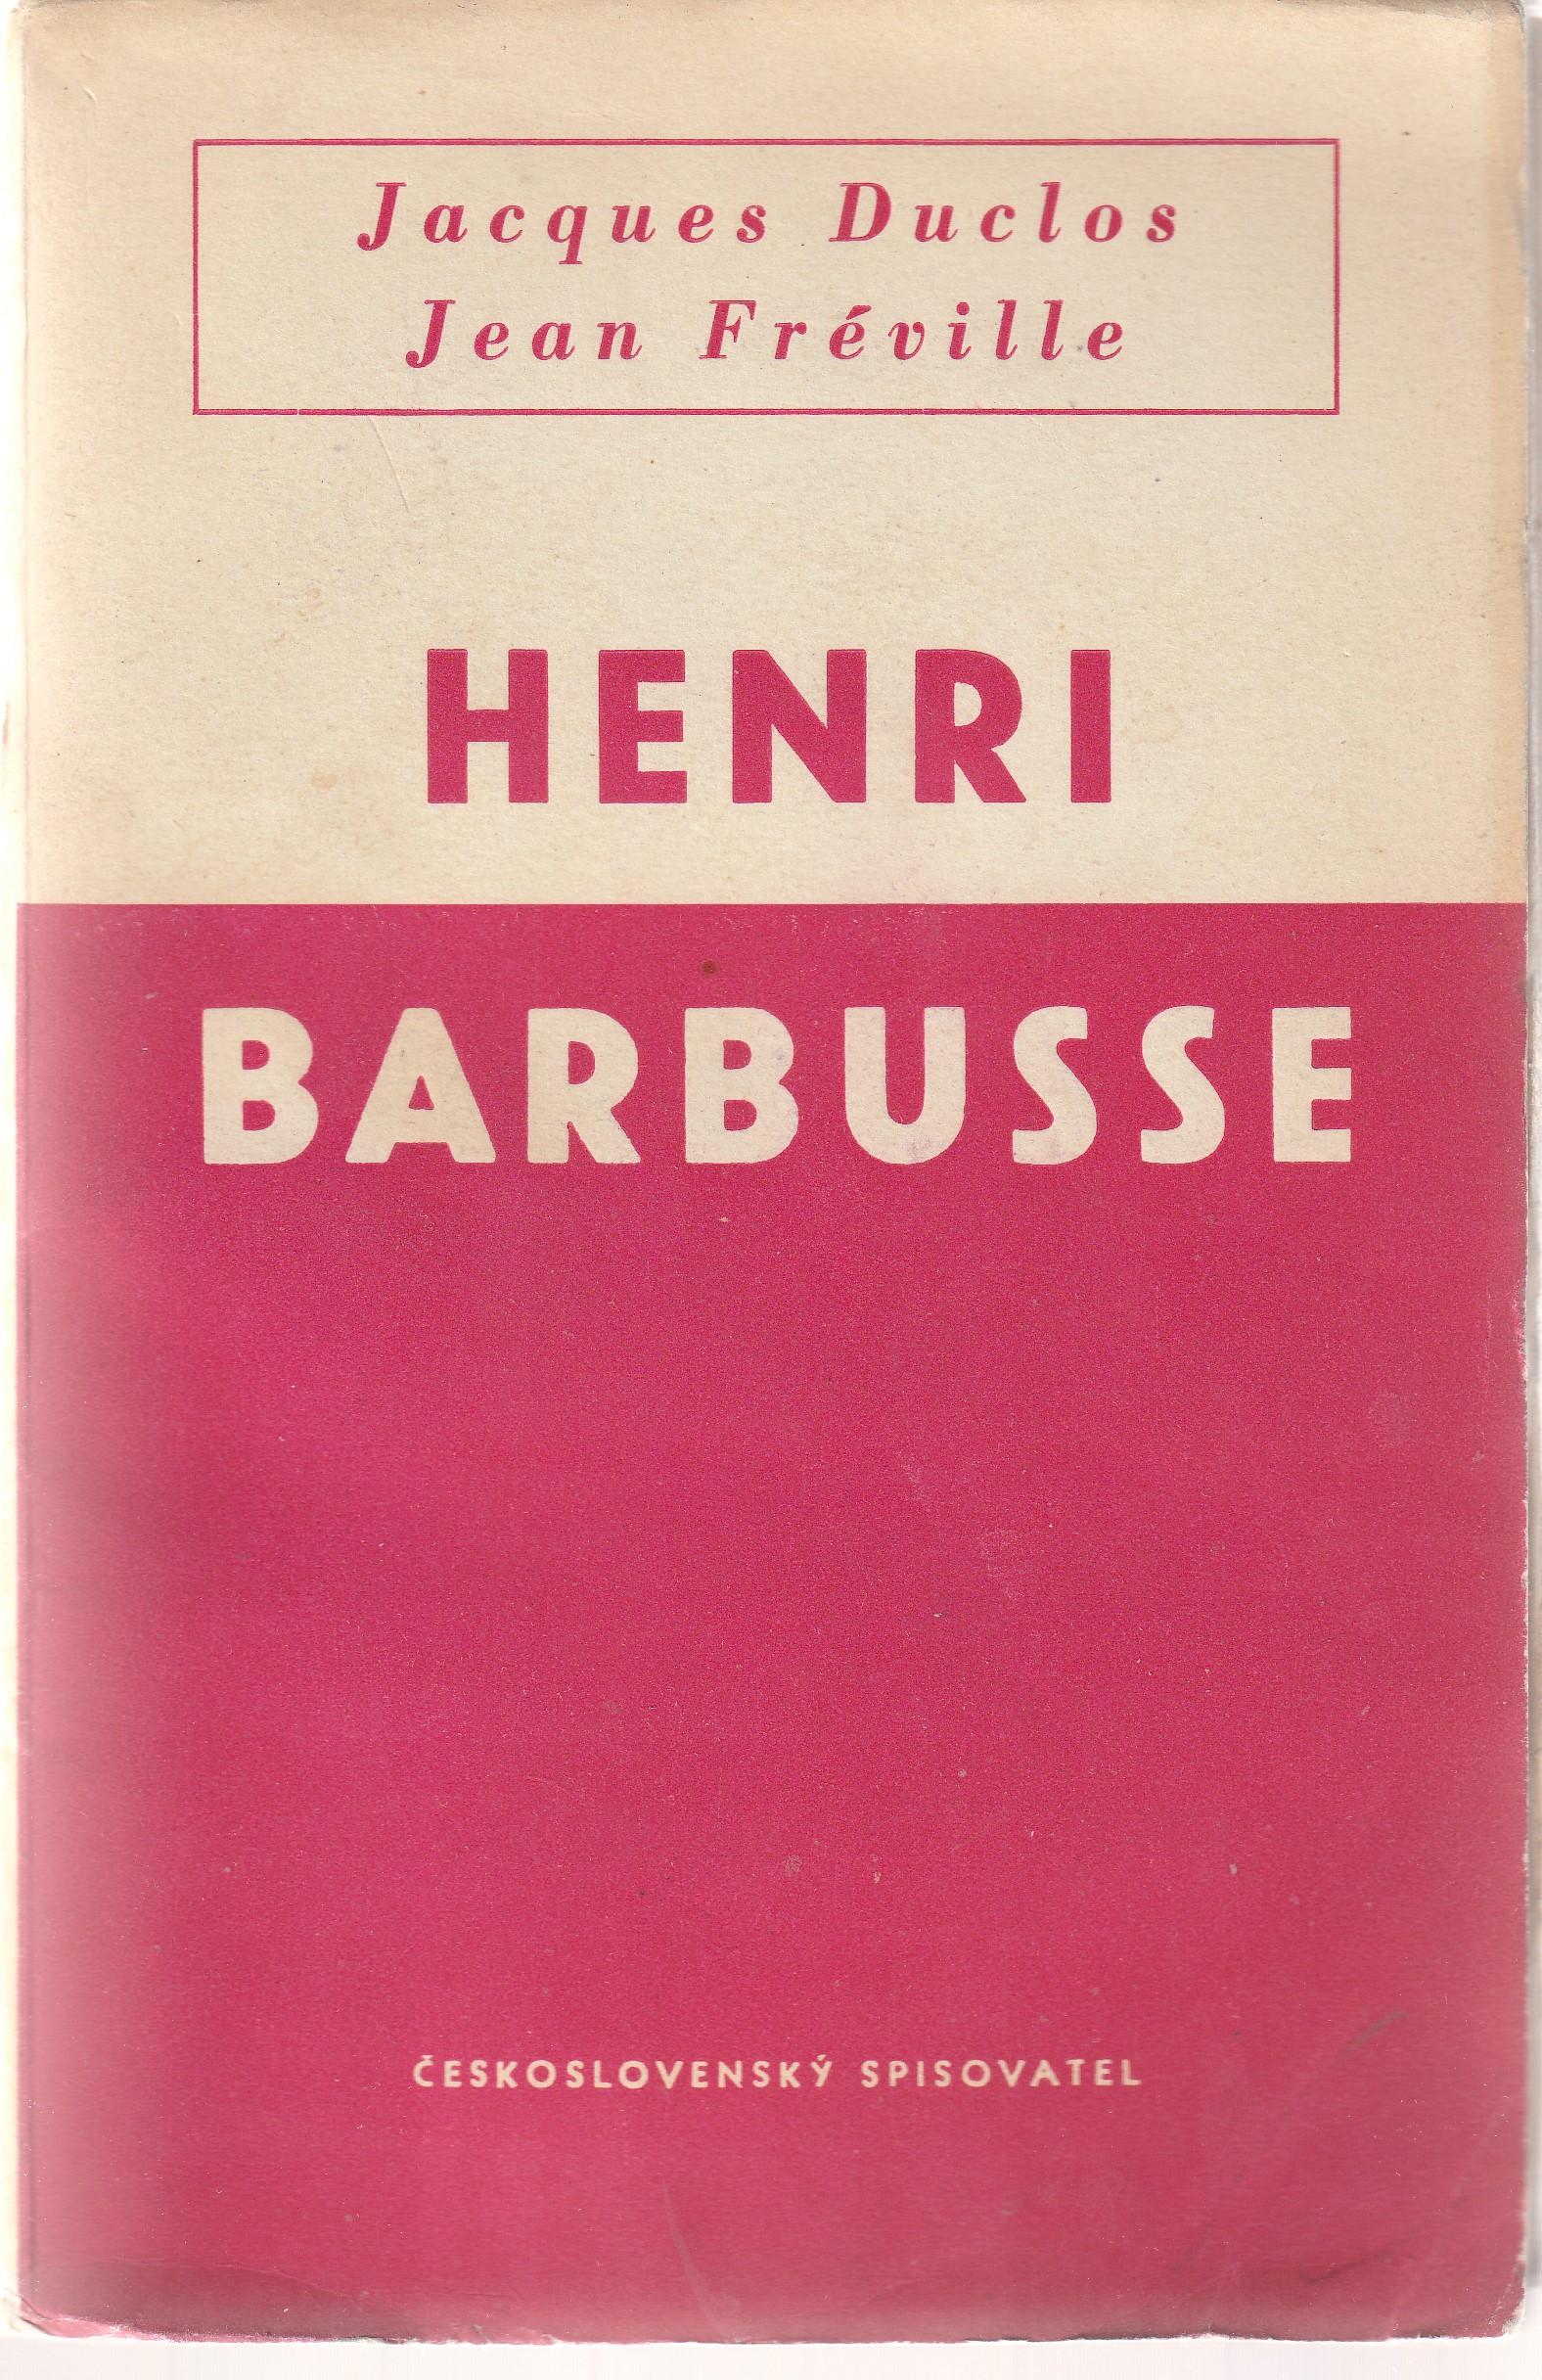 Jacques Duclos
Jean Fréville
HENRI
BARBUSSE
ČESKOSLOVENSKÝ SPISOVATEL